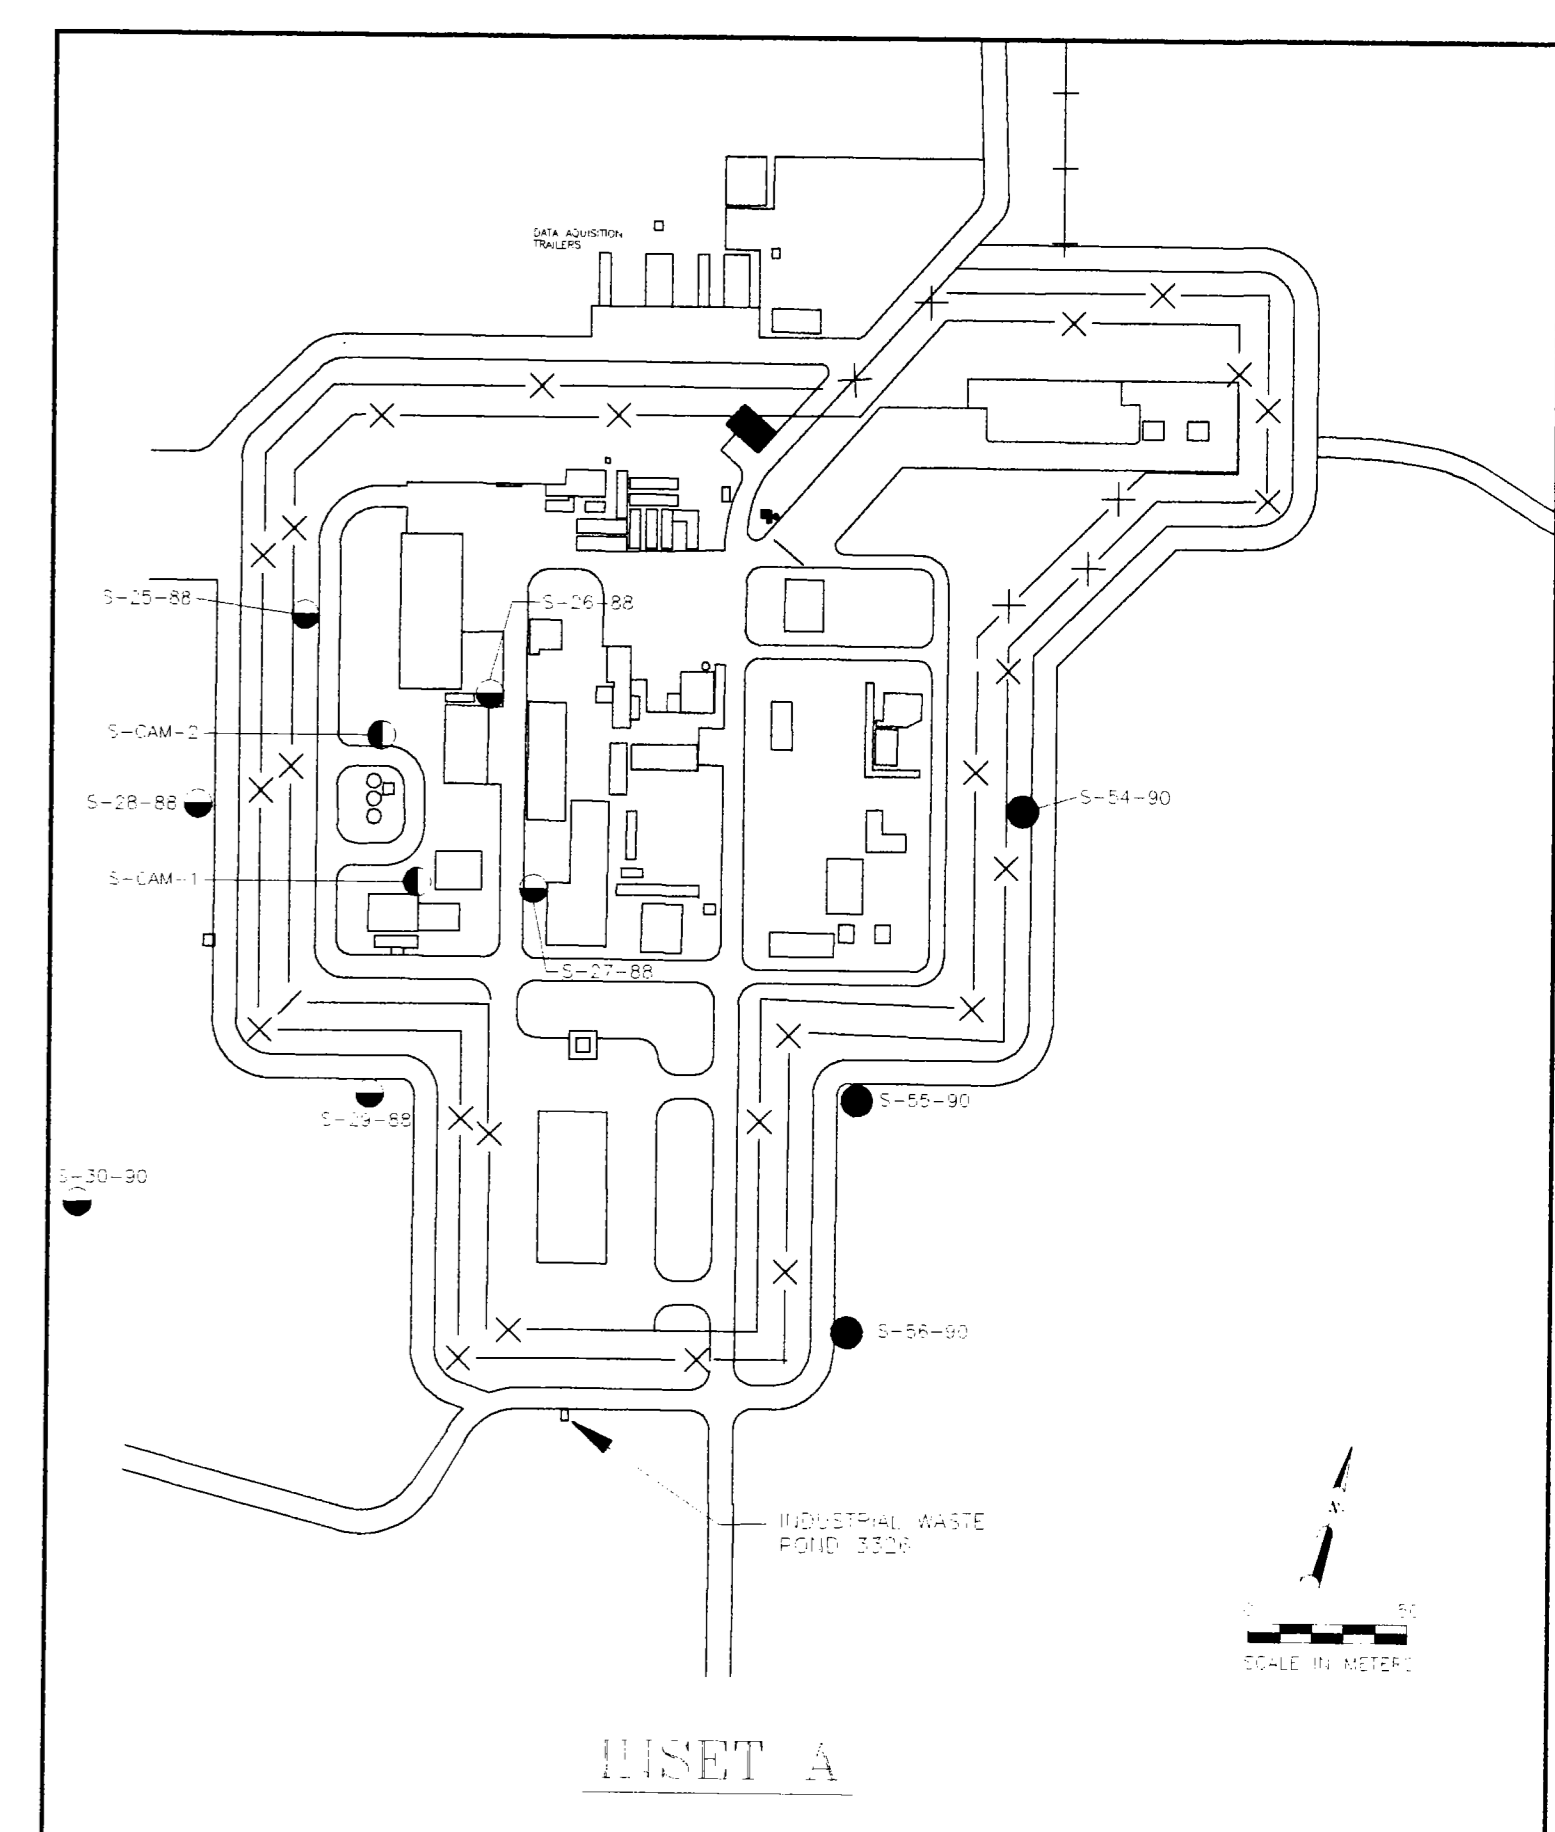 DATA AQUISITION
TRAILERS
S-25-88
S-26-88
S-CAM-2
S-28-88
S-54-90
S-CAM-1
S-27-88
S-55-90
S-29-88
S-30-90
S-56-90
INDUSTRIAL WASTE
POND 3326
N
0 50
SCALE IN METERS
INSET A